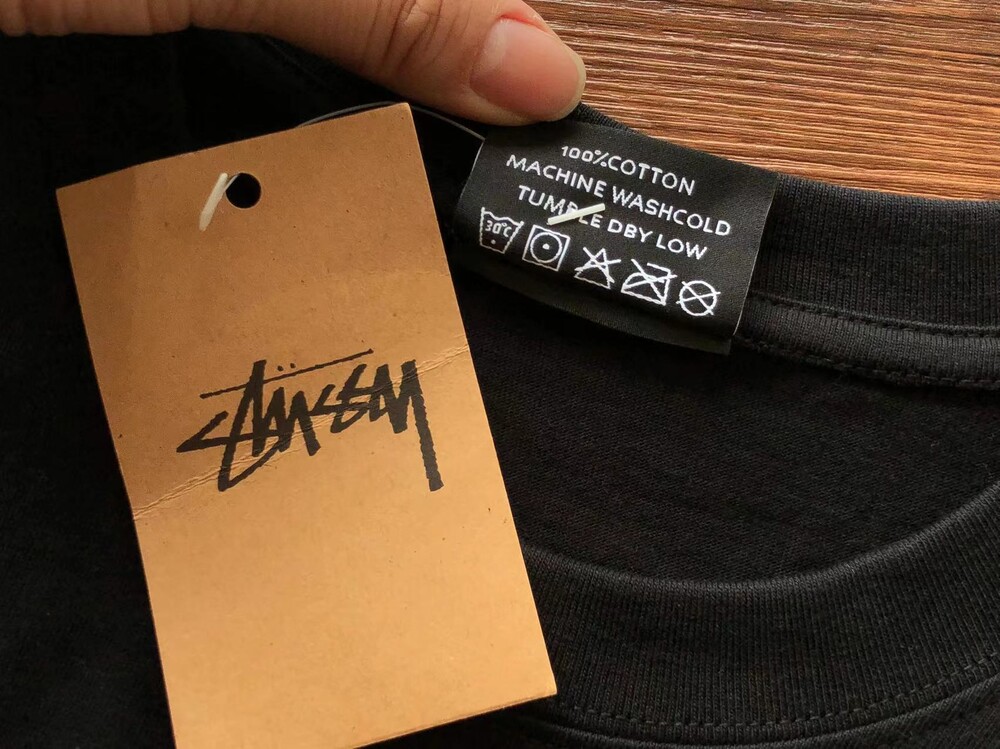 STÜSSY
100%COTTON
MACHINE WASHCOLD
TUMBLE DBY LOW
30°C